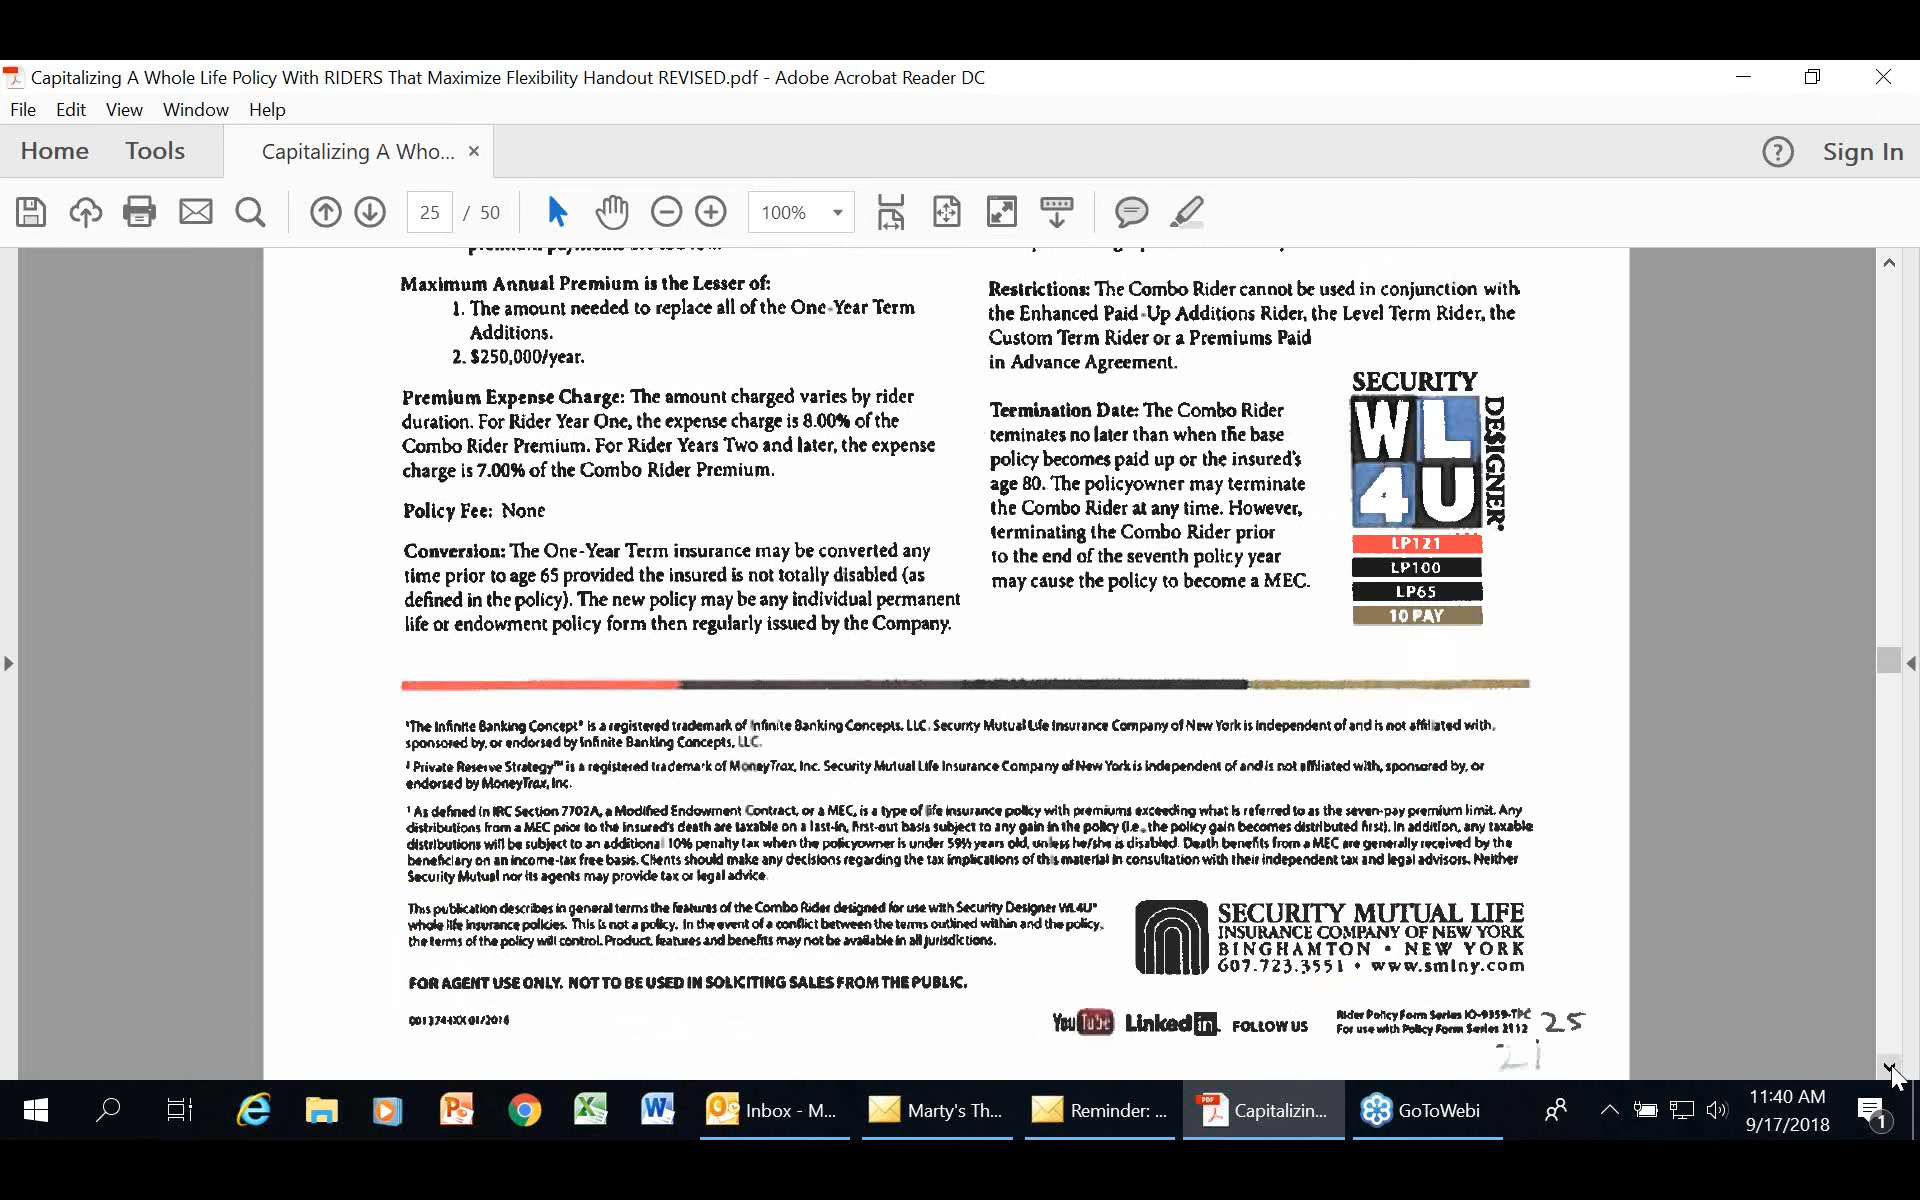 Capitalizing A Whole Life Policy With RIDERS That Maximize Flexibility Handout REVISED.pdf - Adobe Acrobat Reader DC
File Edit View Window Help
Home Tools Capitalizing A Who... × Sign In
25 / 50 100%
Maximum Annual Premium is the Lesser of:
1. The amount needed to replace all of the One-Year Term
Additions.
2. $250,000/year.
Premium Expense Charge: The amount charged varies by rider
duration. For Rider Year One, the expense charge is 8.00% of the
Combo Rider Premium. For Rider Years Two and later, the expense
charge is 7.00% of the Combo Rider Premium.
Policy Fee: None
Conversion: The One-Year Term insurance may be converted any
time prior to age 65 provided the insured is not totally disabled (as
defined in the policy). The new policy may be any individual permanent
life or endowment policy form then regularly issued by the Company.
Restrictions: The Combo Rider cannot be used in conjunction with
the Enhanced Paid-Up Additions Rider, the Level Term Rider, the
Custom Term Rider or a Premiums Paid
in Advance Agreement.
Termination Date: The Combo Rider
teminates no later than when the base
policy becomes paid up or the insured's
age 80. The policyowner may terminate
the Combo Rider at any time. However,
terminating the Combo Rider prior
to the end of the seventh policy year
may cause the policy to become a MEC.
SECURITY
WL
4U
DESIGNER®
LP121
LP100
LP65
10 PAY
The Infinite Banking Concept® is a registered trademark of Infinite Banking Concepts, LLC. Security Mutual Life Insurance Company of New York is independent of and is not affiliated with,
sponsored by, or endorsed by Infinite Banking Concepts, LLC.
² Private Reserve Strategy™ is a registered trademark of MoneyTrax, Inc. Security Mutual Life Insurance Company of New York is independent of and is not affiliated with, sponsored by, or
endorsed by MoneyTrax, Inc.
As defined in IRC Section 7702A, a Modified Endowment Contract, or a MEC, is a type of life insurance policy with premiums exceeding what is referred to as the seven-pay premium limit. Any
distributions from a MEC prior to the insured's death are taxable on a last-in, first-out basis subject to any gain in the policy (i.e., the policy gain becomes distributed first). In addition, any taxable
distributions will be subject to an additional 10% penalty tax when the policyowner is under 59½ years old, unless he/she is disabled. Death benefits from a MEC are generally received by the
beneficiary on an income-tax free basis. Clients should make any decisions regarding the tax implications of this material in consultation with their independent tax and legal advisors. Neither
Security Mutual nor its agents may provide tax or legal advice.
This publication describes in general terms the features of the Combo Rider designed for use with Security Designer WL4U®
whole life insurance policies. This is not a policy. In the event of a conflict between the terms outlined within and the policy,
the terms of the policy will control. Product, features and benefits may not be available in all jurisdictions.
FOR AGENT USE ONLY. NOT TO BE USED IN SOLICITING SALES FROM THE PUBLIC.
SECURITY MUTUAL LIFE
INSURANCE COMPANY OF NEW YORK
BINGHAMTON • NEW YORK
607.723.3551 • www.smlny.com
YouTube LinkedIn. FOLLOW US
For use with Policy Form Series
25
21
Inbox - M... Marty's Th... Reminder: ... Capitalizin... GoToWebi
11:40 AM
9/17/2018
1